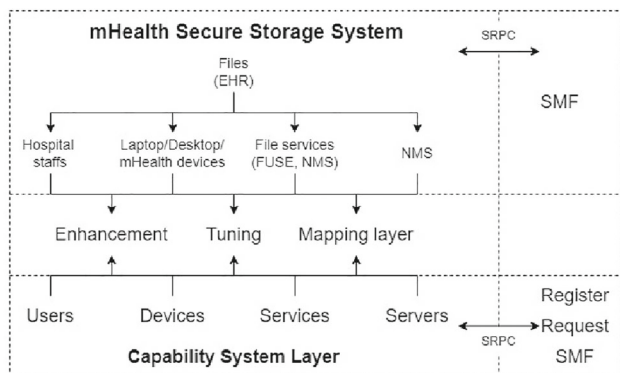 mHealth Secure Storage System
SRPC
Files
(EHR)
SMF
Hospital
staffs
Laptop/Desktop/
mHealth devices
File services
(FUSE, NMS)
NMS
Enhancement
Tuning
Mapping layer
Users
Devices
Services
Servers
Register
Request
SRPC
SMF
Capability System Layer